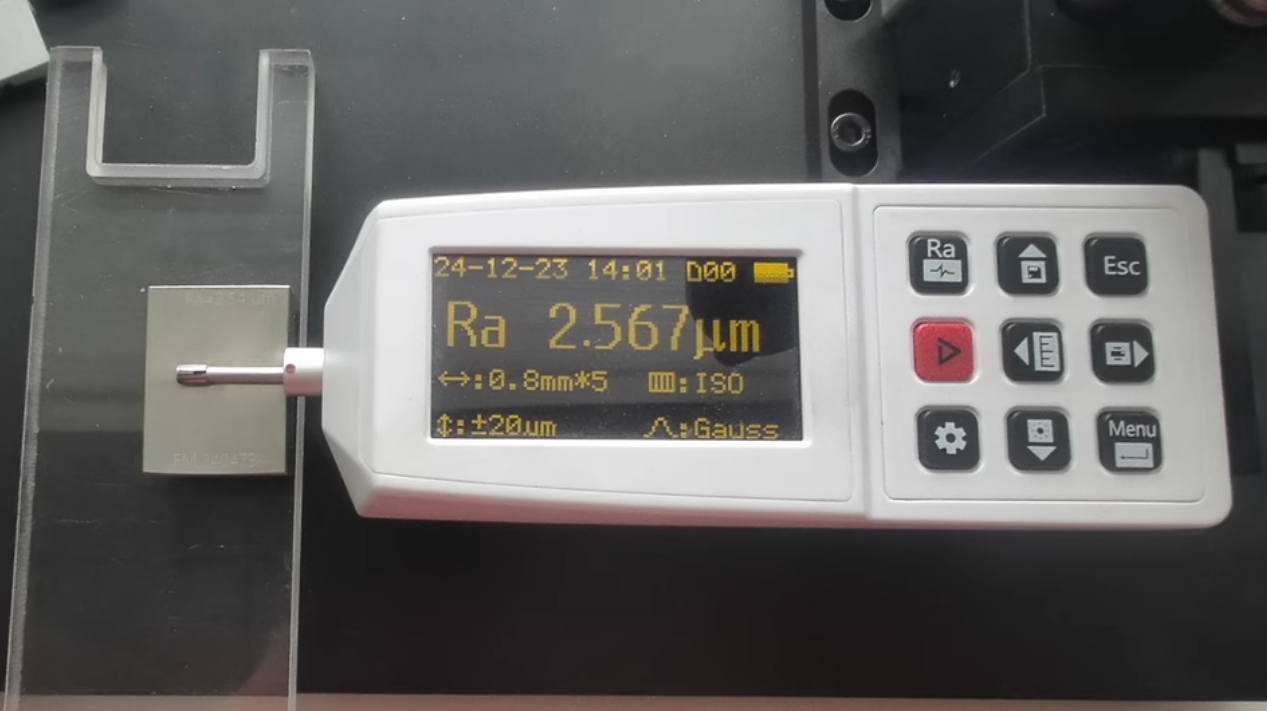 24-12-23 14:01 D00
Ra 2.567µm
↔:0.8mm*5 :ISO
↕:±20µm :Gauss
Ra
Esc
Menu